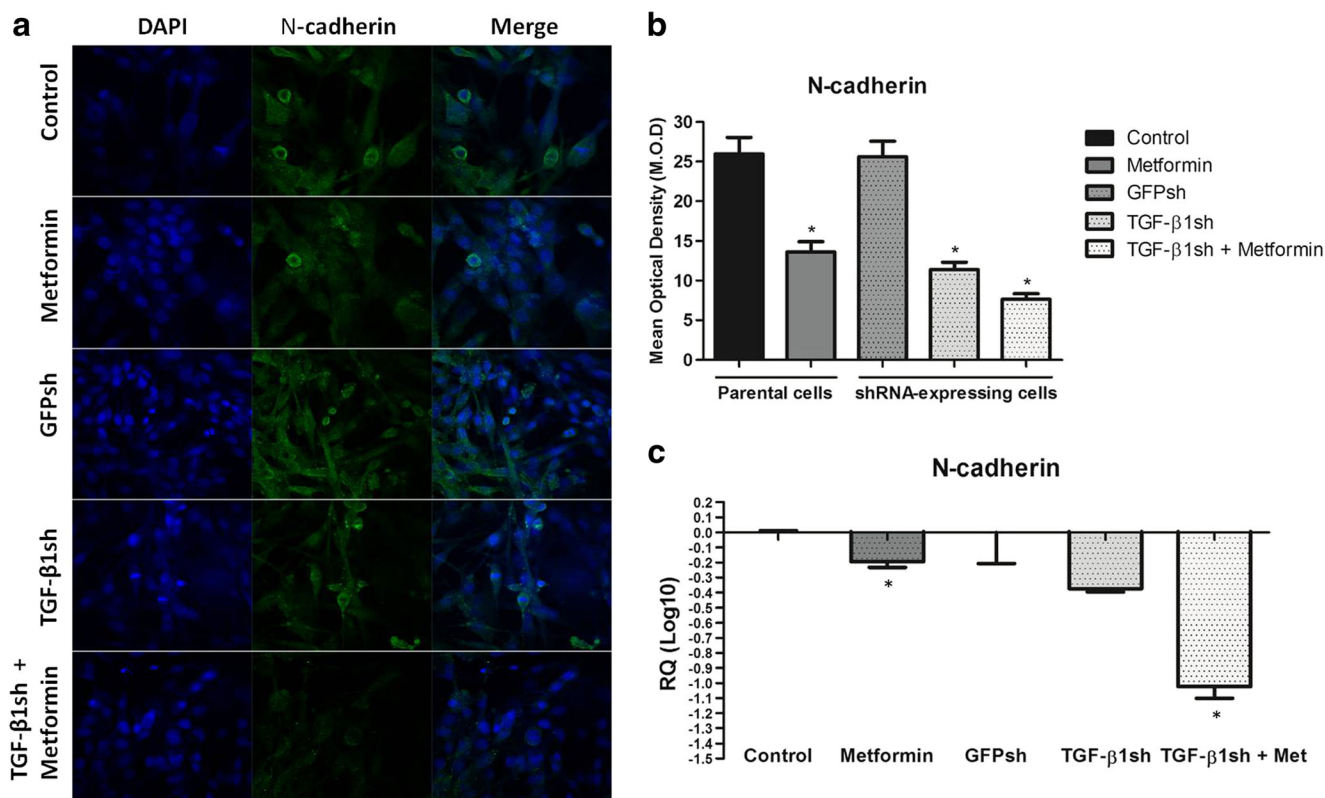 a
DAPI N-cadherin Merge
Control
Metformin
GFPsh
TGF-β1sh
TGF-β1sh +
Metformin
b
N-cadherin
Mean Optical Density (M.O.D)
30
25
20
15
10
5
0
*
*
*
Parental cells shRNA-expressing cells
Control
Metformin
GFPsh
TGF-β1sh
TGF-β1sh + Metformin
c
N-cadherin
RQ (Log10)
0.2
0.1
0.0
-0.1
-0.2
-0.3
-0.4
-0.5
-0.6
-0.7
-0.8
-0.9
-1.0
-1.1
-1.2
-1.3
-1.4
-1.5
*
*
Control Metformin GFPsh TGF-β1sh TGF-β1sh + Met